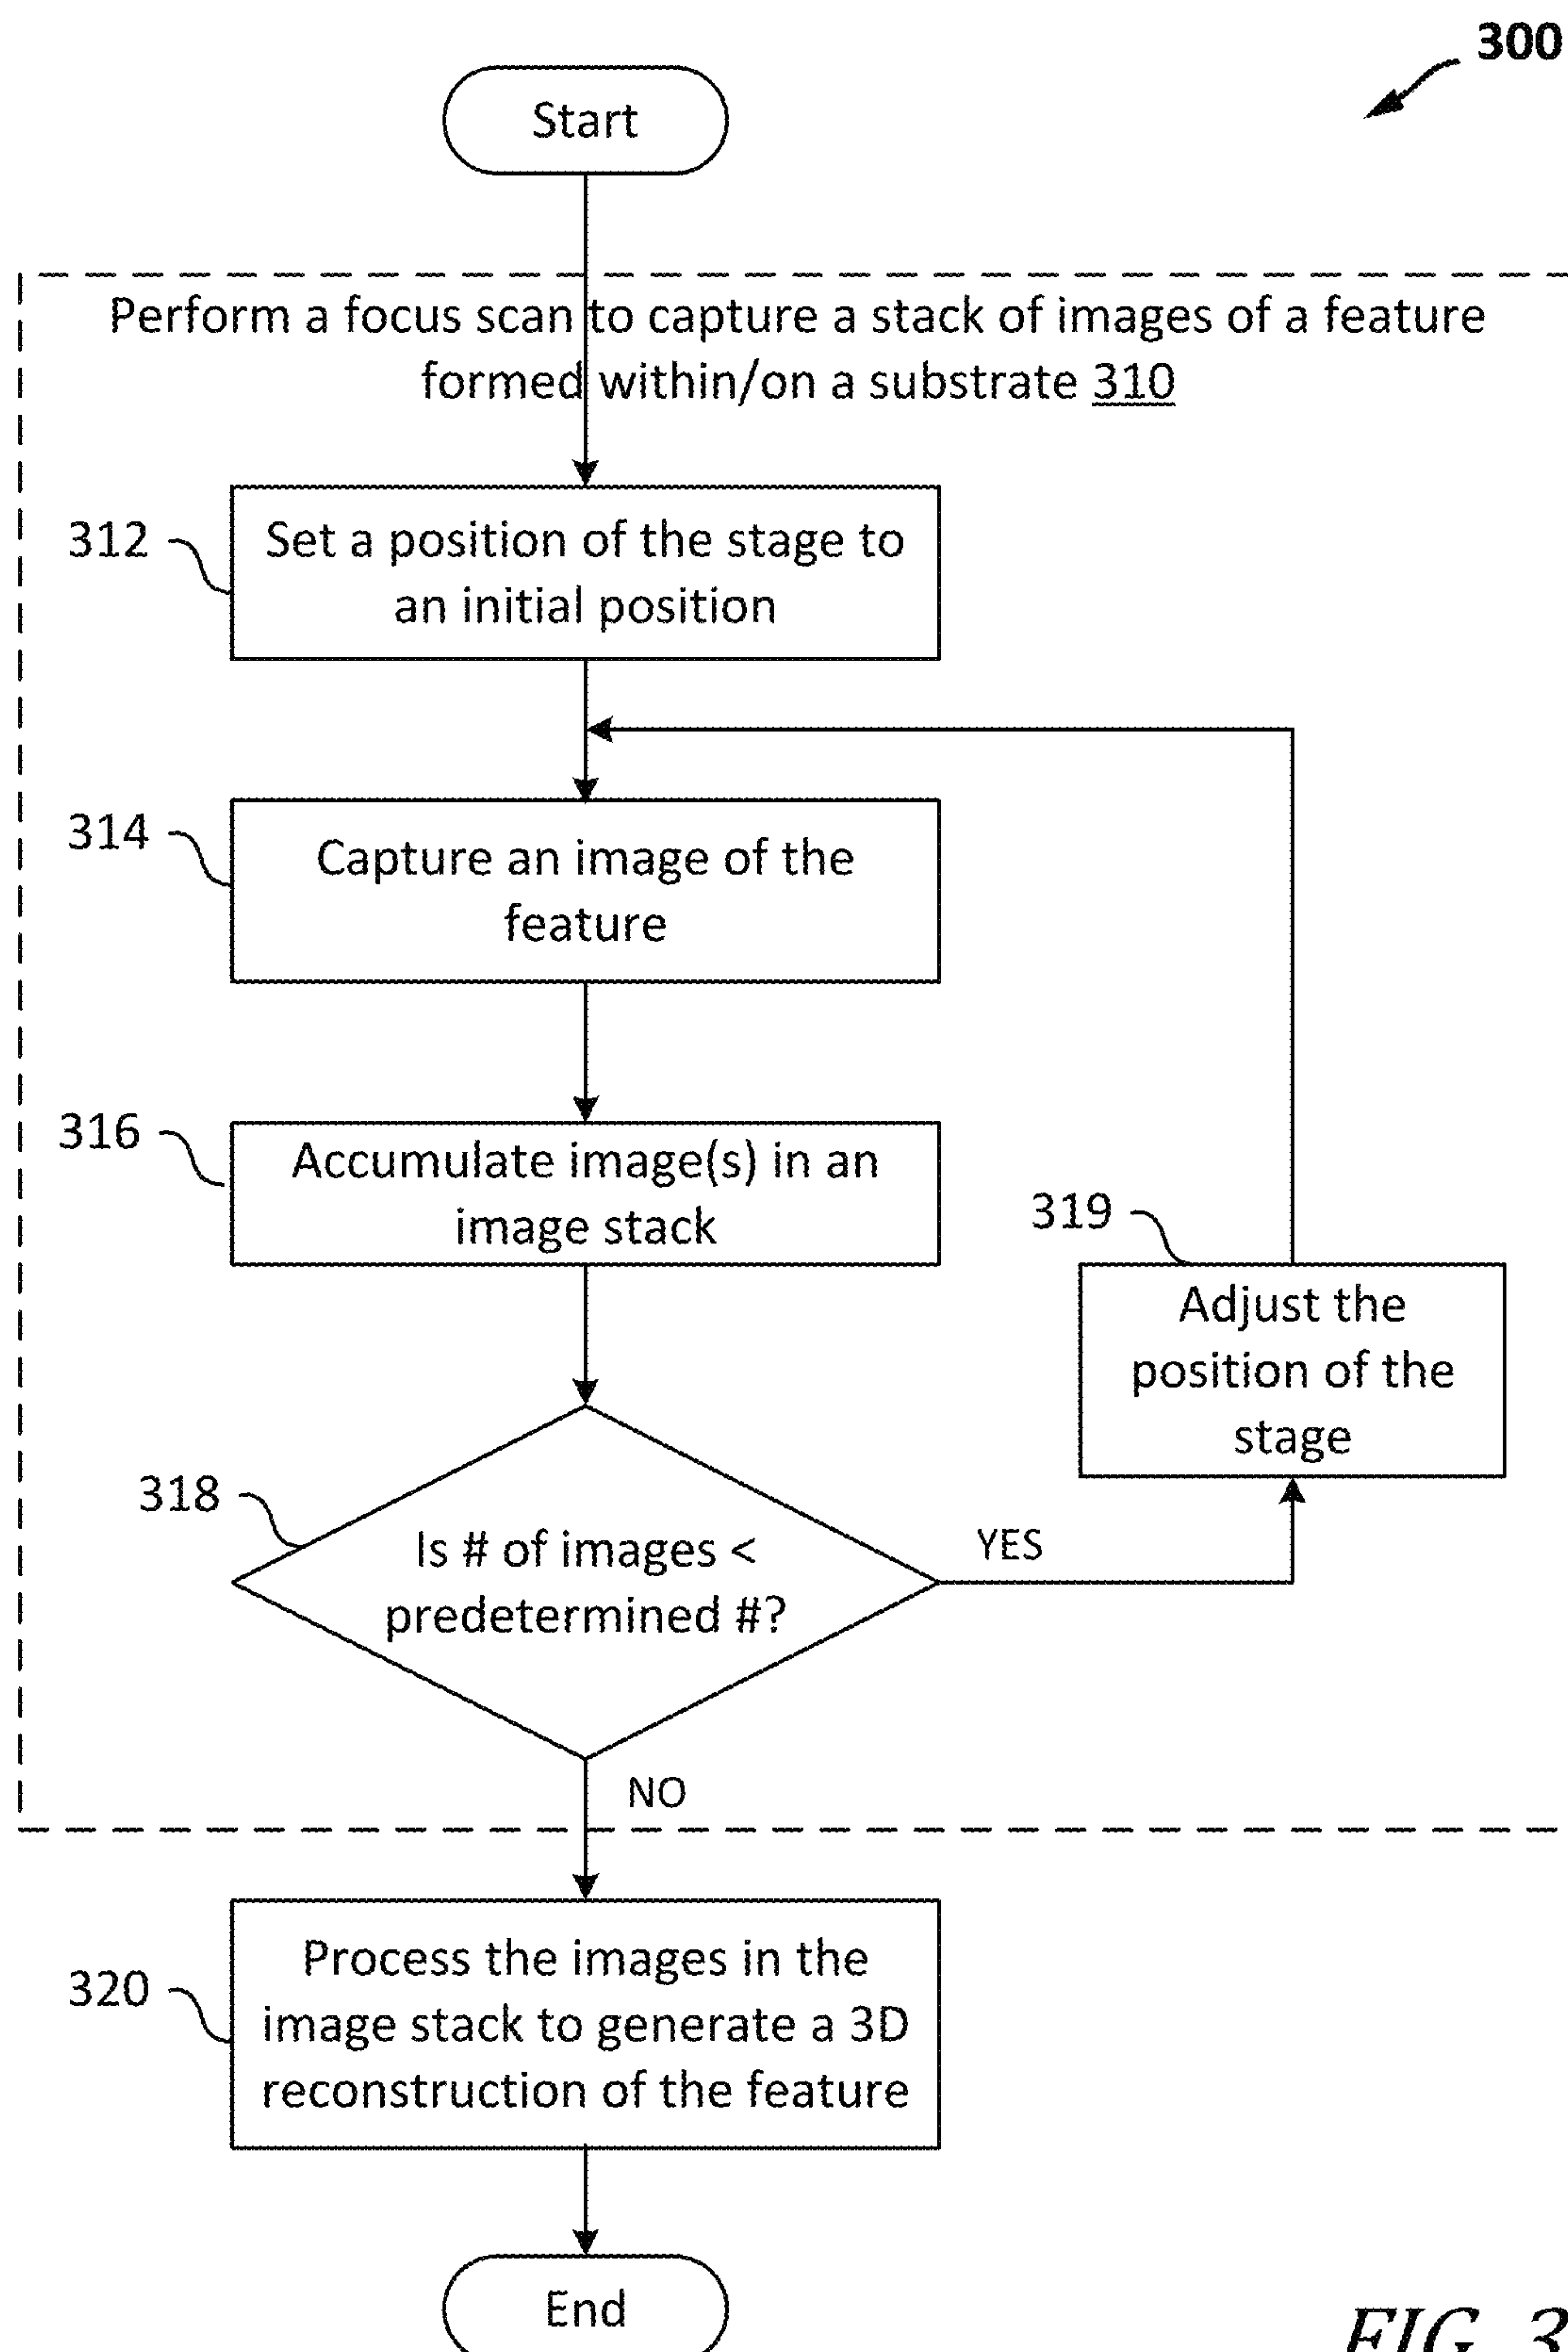 300
Start
Perform a focus scan to capture a stack of images of a feature
formed within/on a substrate 310
312
Set a position of the stage to
an initial position
314
Capture an image of the
feature
316
Accumulate image(s) in an
image stack
319
Adjust the
position of the
stage
318
Is # of images <
predetermined #?
YES
NO
320
Process the images in the
image stack to generate a 3D
reconstruction of the feature
End
FIG. 3